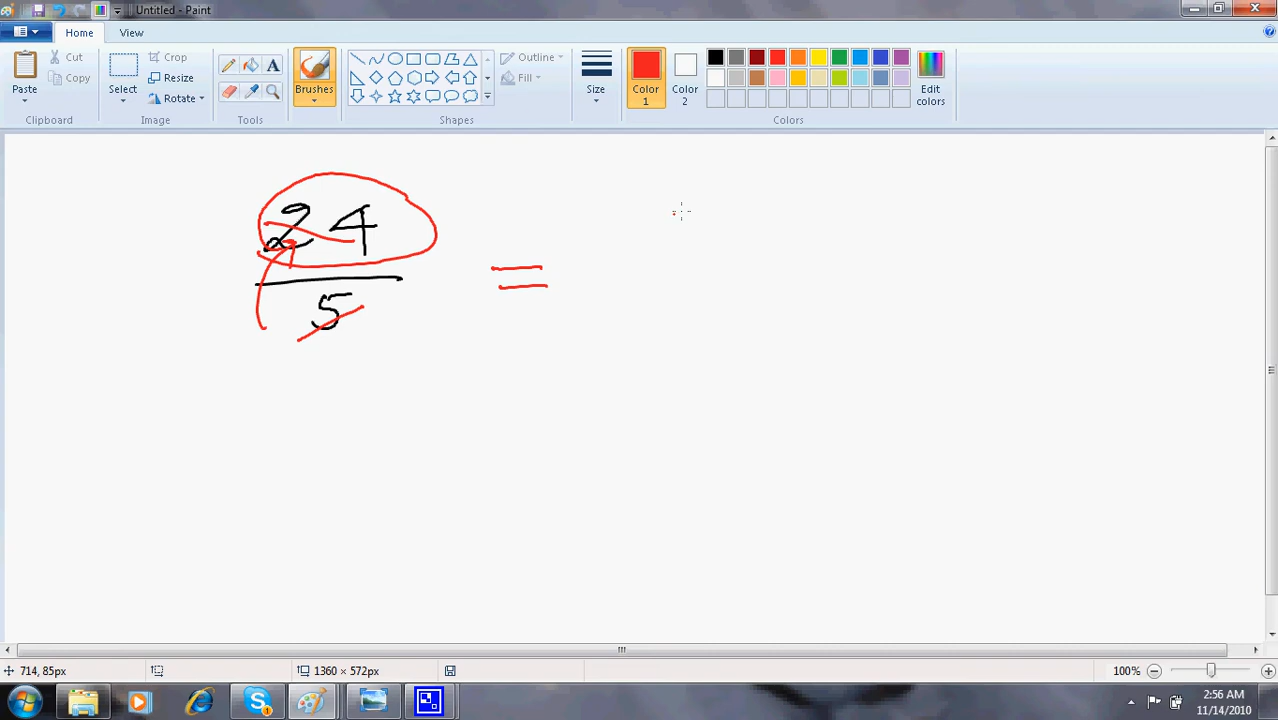 Untitled - Paint
Home View
Paste
Cut
Copy
Clipboard
Select
Crop
Resize
Rotate
Image
Tools
Brushes
Outline
Fill
Shapes
Size
Color 1
Color 2
Edit colors
Colors
24
5
=
714, 85px
1360 × 572px
100%
2:56 AM
11/14/2010